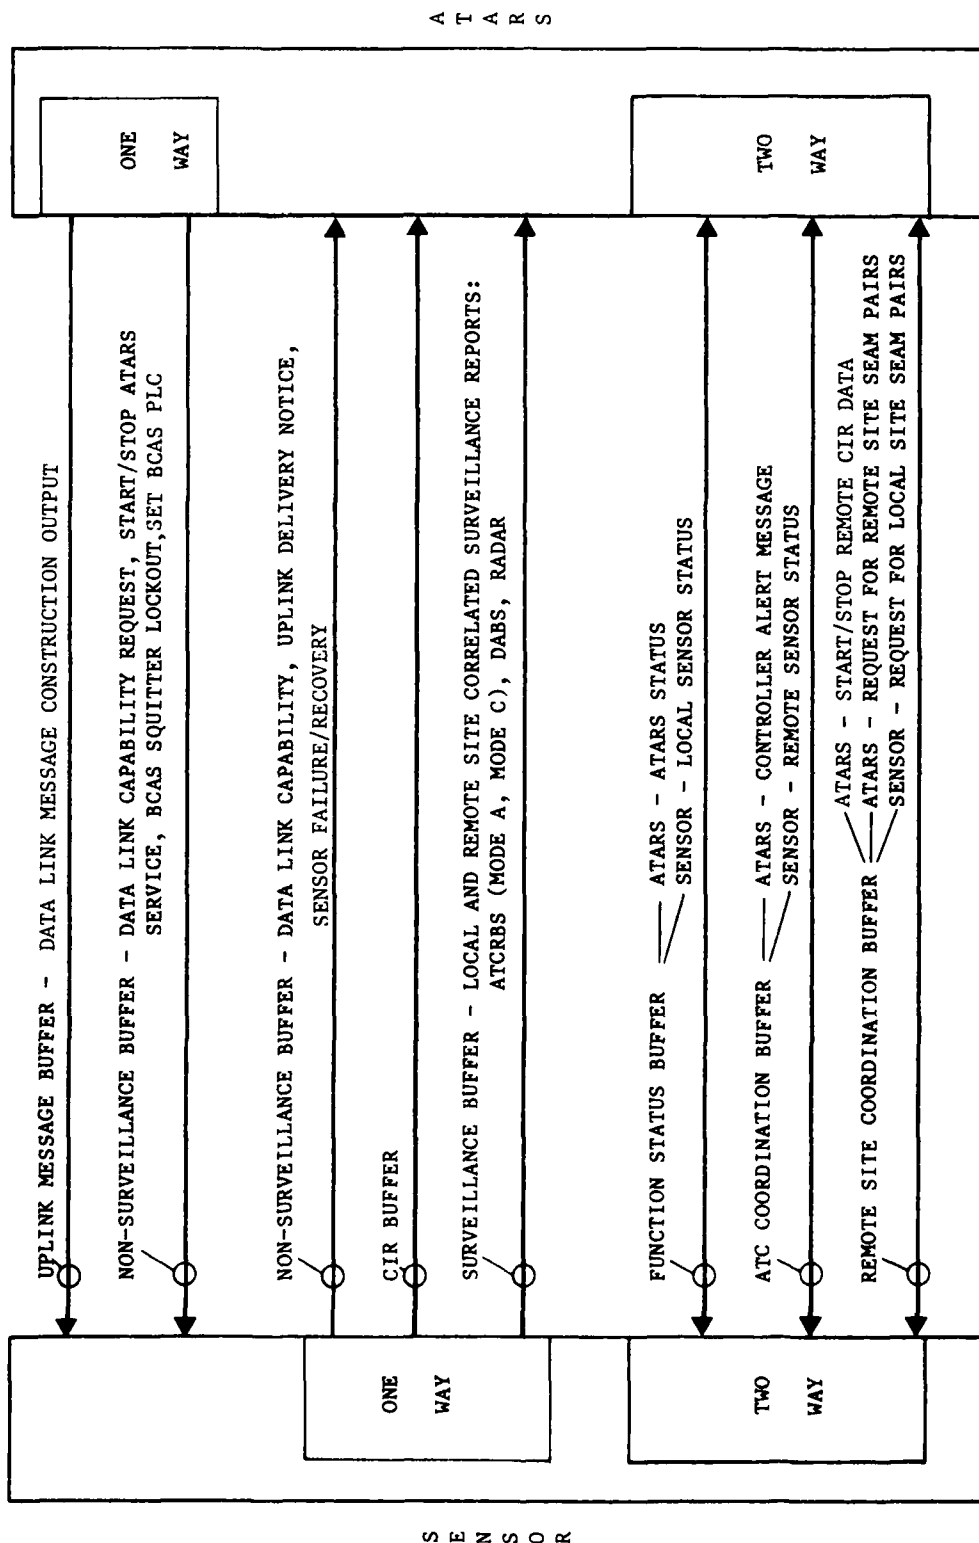 SENSOR
ATARS
ONE
WAY
TWO
WAY
UPLINK MESSAGE BUFFER - DATA LINK MESSAGE CONSTRUCTION OUTPUT
NON-SURVEILLANCE BUFFER - DATA LINK CAPABILITY REQUEST, START/STOP ATARS
SERVICE, BCAS SQUITTER LOCKOUT,SET BCAS PLC
NON-SURVEILLANCE BUFFER - DATA LINK CAPABILITY, UPLINK DELIVERY NOTICE,
SENSOR FAILURE/RECOVERY
CIR BUFFER
SURVEILLANCE BUFFER - LOCAL AND REMOTE SITE CORRELATED SURVEILLANCE REPORTS:
ATCRBS (MODE A, MODE C), DABS, RADAR
FUNCTION STATUS BUFFER
ATARS - ATARS STATUS
SENSOR - LOCAL SENSOR STATUS
ATC COORDINATION BUFFER
ATARS - CONTROLLER ALERT MESSAGE
SENSOR - REMOTE SENSOR STATUS
REMOTE SITE COORDINATION BUFFER
ATARS - START/STOP REMOTE CIR DATA
ATARS - REQUEST FOR REMOTE SITE SEAM PAIRS
SENSOR - REQUEST FOR LOCAL SITE SEAM PAIRS
ONE
WAY
TWO
WAY